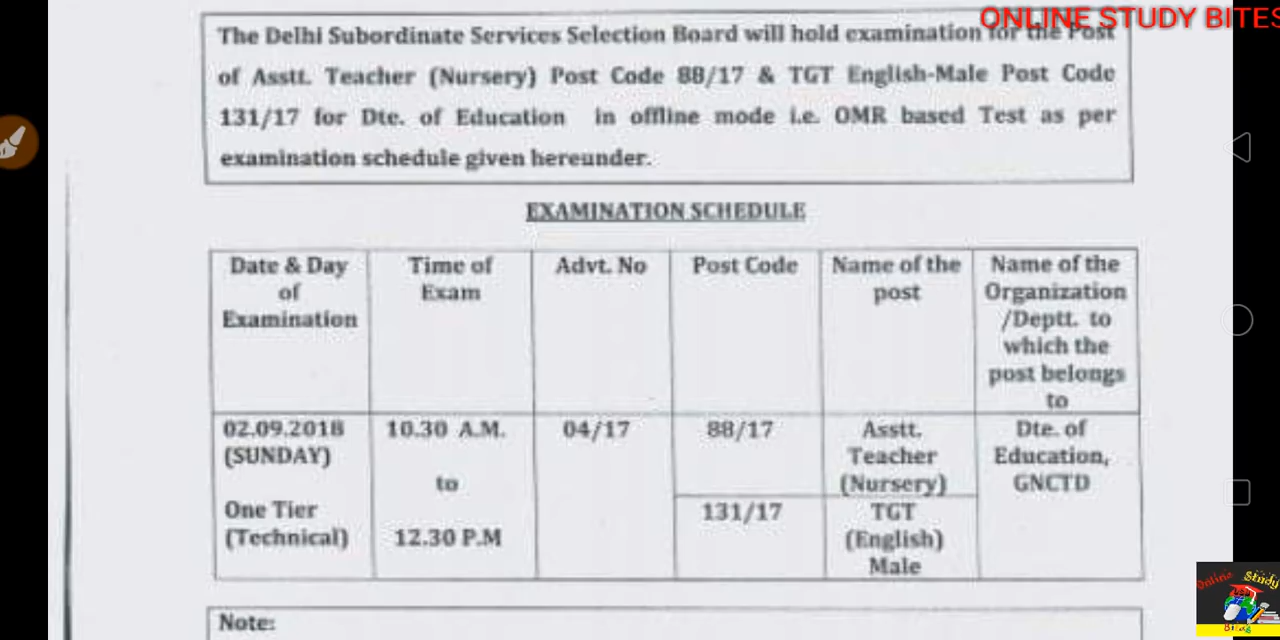 ONLINE STUDY BITES
The Delhi Subordinate Services Selection Board will hold examination for the Post
of Asstt. Teacher (Nursery) Post Code 88/17 & TGT English-Male Post Code
131/17 for Dte. of Education in offline mode i.e. OMR based Test as per
examination schedule given hereunder.
EXAMINATION SCHEDULE
Date & Day
of
Examination
Time of
Exam
Advt. No
Post Code
Name of the
post
Name of the
Organization
/Deptt. to
which the
post belongs
to
02.09.2018
(SUNDAY)
One Tier
(Technical)
10.30 A.M.
to
12.30 P.M
04/17
88/17
Asstt.
Teacher
(Nursery)
Dte. of
Education,
GNCTD
131/17
TGT
(English)
Male
Note:
Online Study
Bites